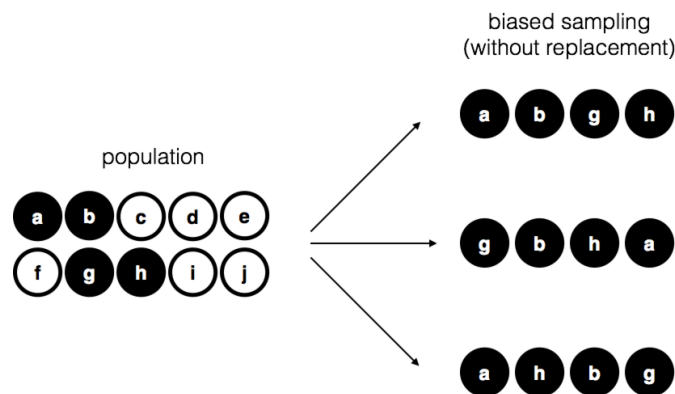 biased sampling
(without replacement)
a b g h
population
a b c d e
f g h i j
g b h a
a h b g